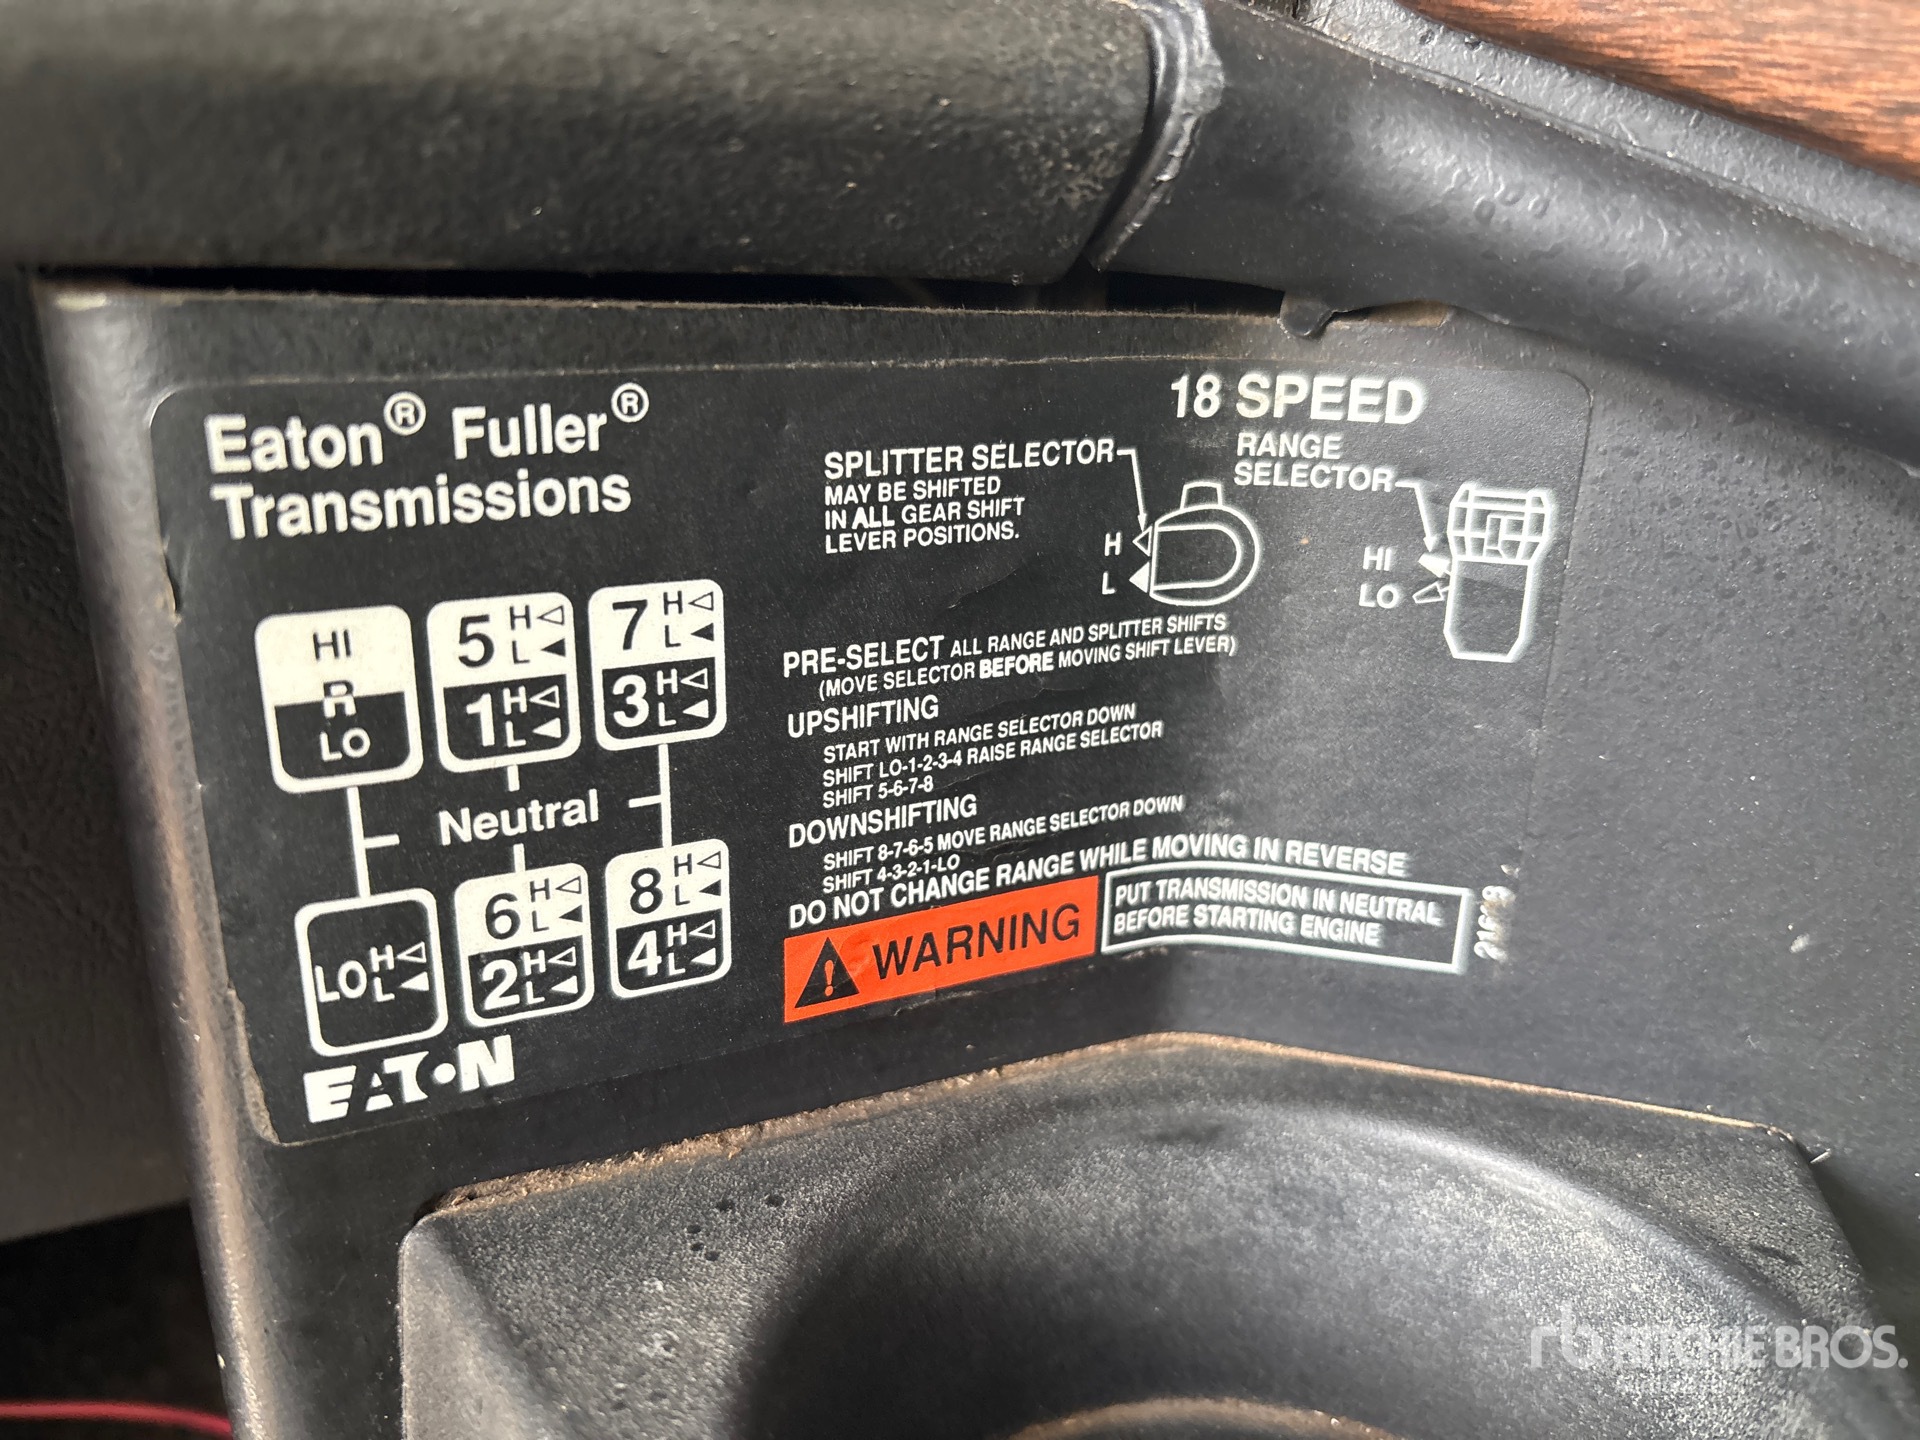 Eaton® Fuller®
Transmissions
18 SPEED
SPLITTER SELECTOR
MAY BE SHIFTED
IN ALL GEAR SHIFT
LEVER POSITIONS.
H
L
RANGE
SELECTOR
HI
LO
HI
R
LO
5 H L
1 H L
7 H L
3 H L
Neutral
LO H L
6 H L
2 H L
8 H L
4 H L
EATON
PRE-SELECT ALL RANGE AND SPLITTER SHIFTS
(MOVE SELECTOR BEFORE MOVING SHIFT LEVER)
UPSHIFTING
START WITH RANGE SELECTOR DOWN
SHIFT LO-1-2-3-4 RAISE RANGE SELECTOR
SHIFT 5-6-7-8
DOWNSHIFTING
SHIFT 8-7-6-5 MOVE RANGE SELECTOR DOWN
SHIFT 4-3-2-1-LO
DO NOT CHANGE RANGE WHILE MOVING IN REVERSE
WARNING
PUT TRANSMISSION IN NEUTRAL
BEFORE STARTING ENGINE
rb RITCHIE BROS.